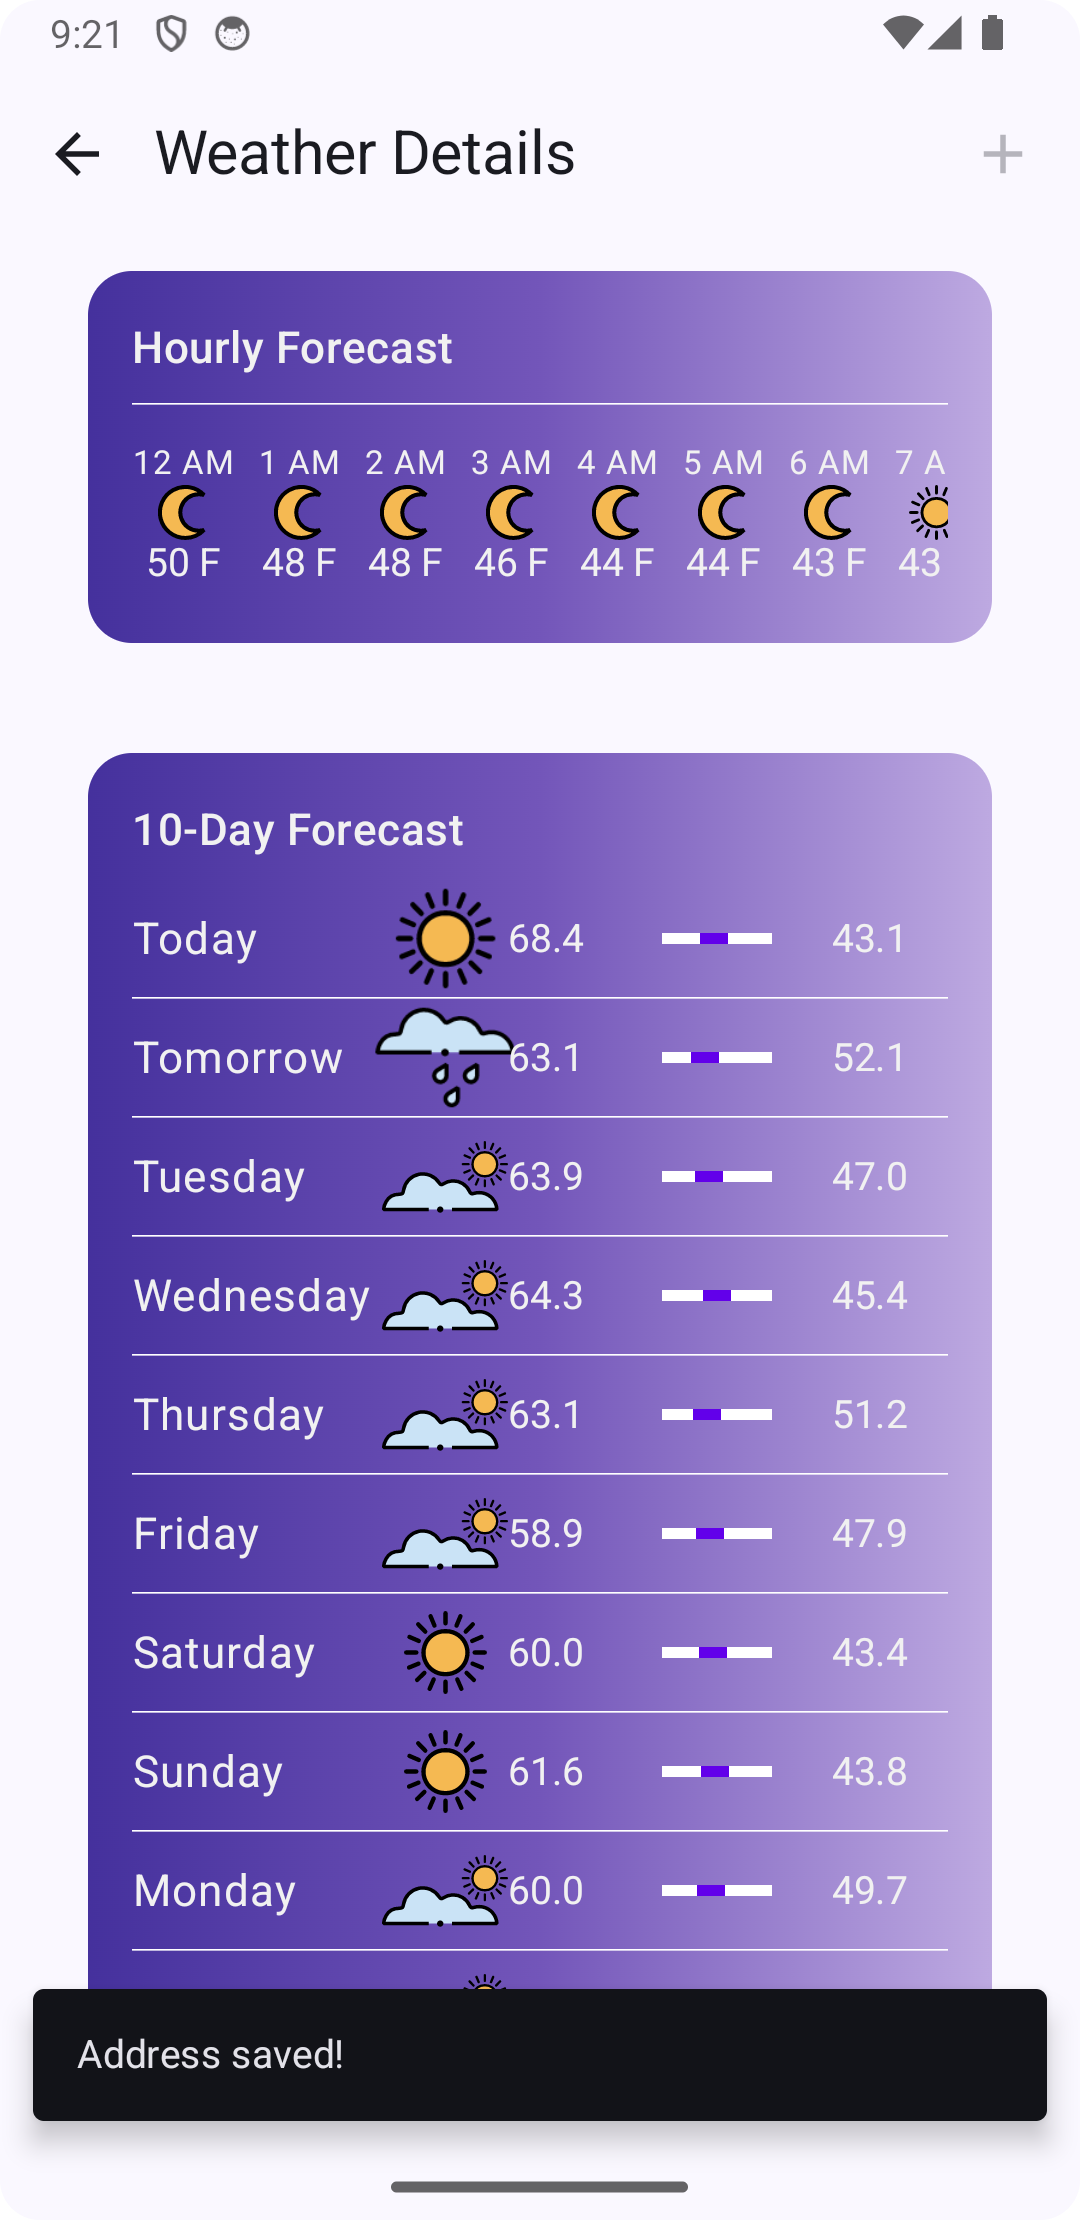 9:21
Weather Details
Hourly Forecast
12 AM 1 AM 2 AM 3 AM 4 AM 5 AM 6 AM 7 A
50 F 48 F 48 F 46 F 44 F 44 F 43 F 43
10-Day Forecast
Today 68.4 43.1
Tomorrow 63.1 52.1
Tuesday 63.9 47.0
Wednesday 64.3 45.4
Thursday 63.1 51.2
Friday 58.9 47.9
Saturday 60.0 43.4
Sunday 61.6 43.8
Monday 60.0 49.7
Address saved!